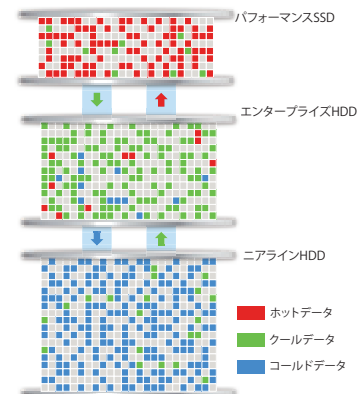 パフォーマンスSSD
エンタープライズHDD
ニアラインHDD
ホットデータ
クールデータ
コールドデータ